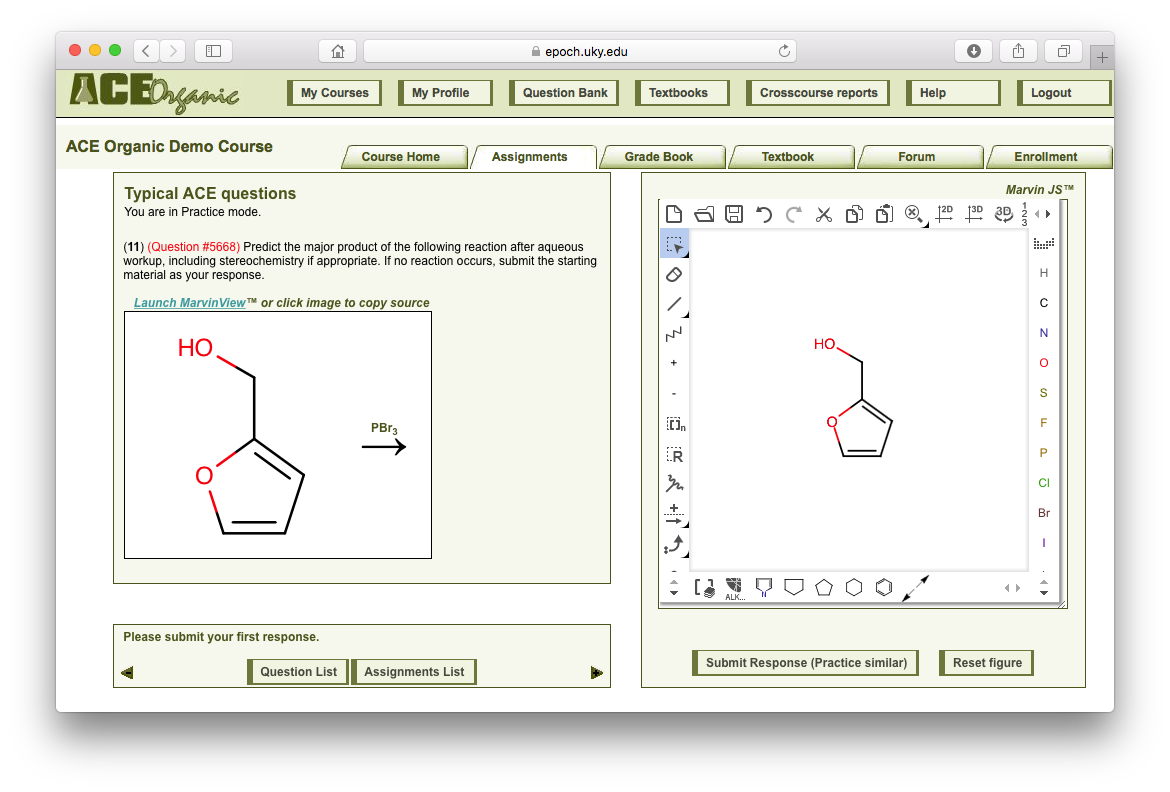 epoch.uky.edu
ACEOrganic
My Courses
My Profile
Question Bank
Textbooks
Crosscourse reports
Help
Logout
ACE Organic Demo Course
Course Home
Assignments
Grade Book
Textbook
Forum
Enrollment
Typical ACE questions
You are in Practice mode.
(11) (Question #5668) Predict the major product of the following reaction after aqueous
workup, including stereochemistry if appropriate. If no reaction occurs, submit the starting
material as your response.
Launch MarvinView™ or click image to copy source
HO
O
PBr3
Please submit your first response.
Question List
Assignments List
Marvin JS™
2D
3D
3D
1
2
3
H
C
N
O
S
F
P
Cl
Br
I
+
-
n
R
HO
O
ALK...
N
Submit Response (Practice similar)
Reset figure